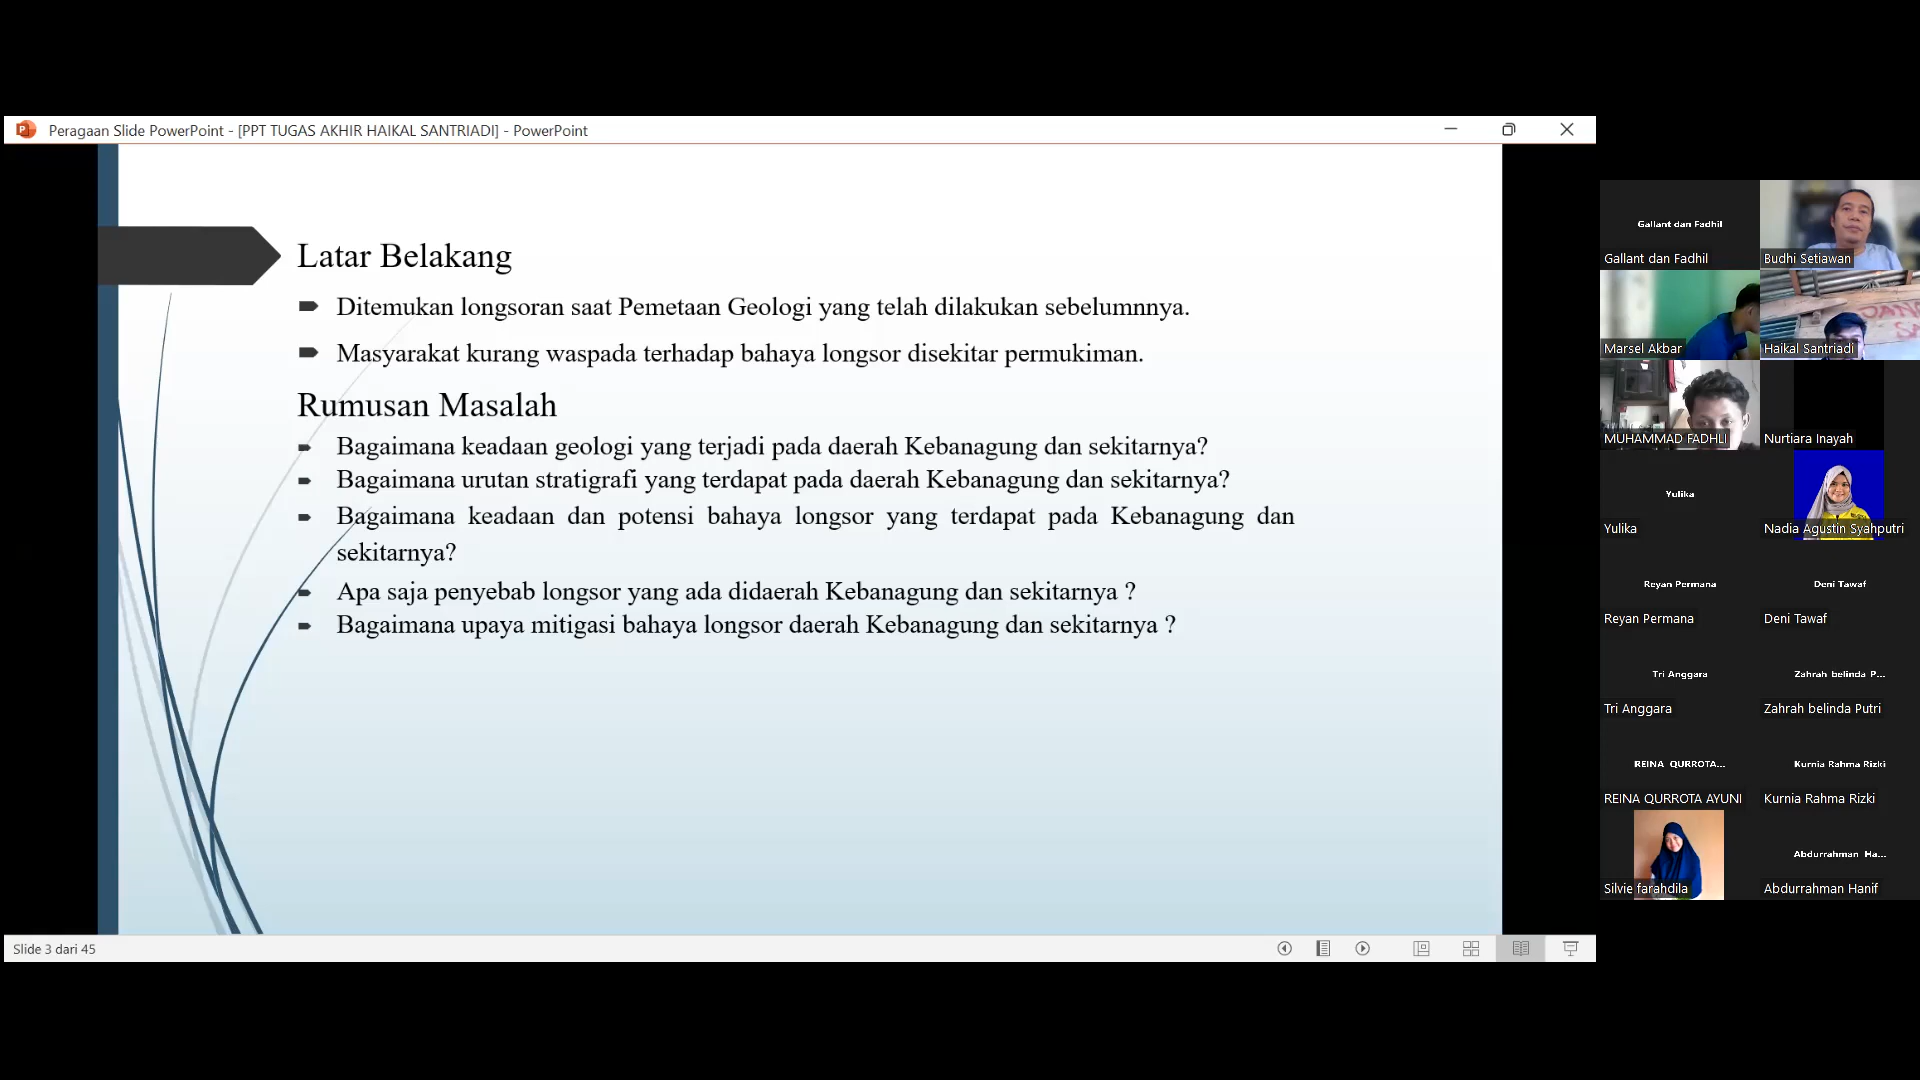 Peragaan Slide PowerPoint - [PPT TUGAS AKHIR HAIKAL SANTRIADI] - PowerPoint
Latar Belakang
Ditemukan longsoran saat Pemetaan Geologi yang telah dilakukan sebelumnnya.
Masyarakat kurang waspada terhadap bahaya longsor disekitar permukiman.
Rumusan Masalah
Bagaimana keadaan geologi yang terjadi pada daerah Kebanagung dan sekitarnya?
Bagaimana urutan stratigrafi yang terdapat pada daerah Kebanagung dan sekitarnya?
Bagaimana keadaan dan potensi bahaya longsor yang terdapat pada Kebanagung dan
sekitarnya?
Apa saja penyebab longsor yang ada didaerah Kebanagung dan sekitarnya ?
Bagaimana upaya mitigasi bahaya longsor daerah Kebanagung dan sekitarnya ?
Slide 3 dari 45
Gallant dan Fadhil
Gallant dan Fadhil
Budhi Setiawan
Marsel Akbar
Haikal Santriadi
MUHAMMAD FADHLI
Nurtiara Inayah
Yulika
Yulika
Nadia Agustin Syahputri
Reyan Permana
Reyan Permana
Deni Tawaf
Deni Tawaf
Tri Anggara
Tri Anggara
Zahrah belinda P...
Zahrah belinda Putri
REINA QURROTA...
REINA QURROTA AYUNI
Kurnia Rahma Rizki
Kurnia Rahma Rizki
Silvie farahdila
Abdurrahman Ha...
Abdurrahman Hanif